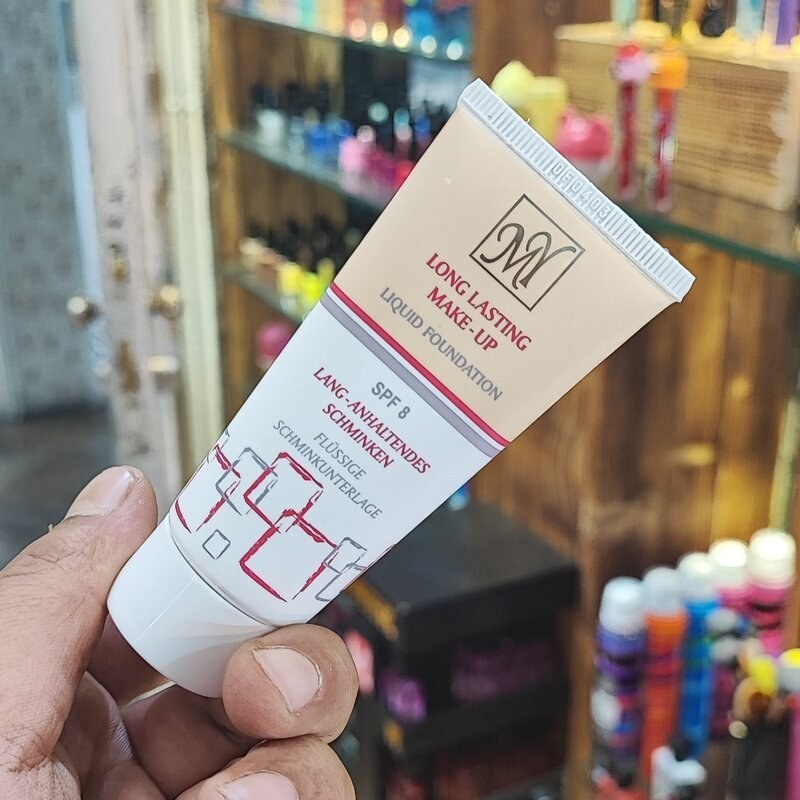 MY
LONG LASTING
MAKE-UP
LIQUID FOUNDATION
SPF 8
LANG-ANHALTENDES
SCHMINKEN
FLÜSSIGE
SCHMINKUNTERLAGE